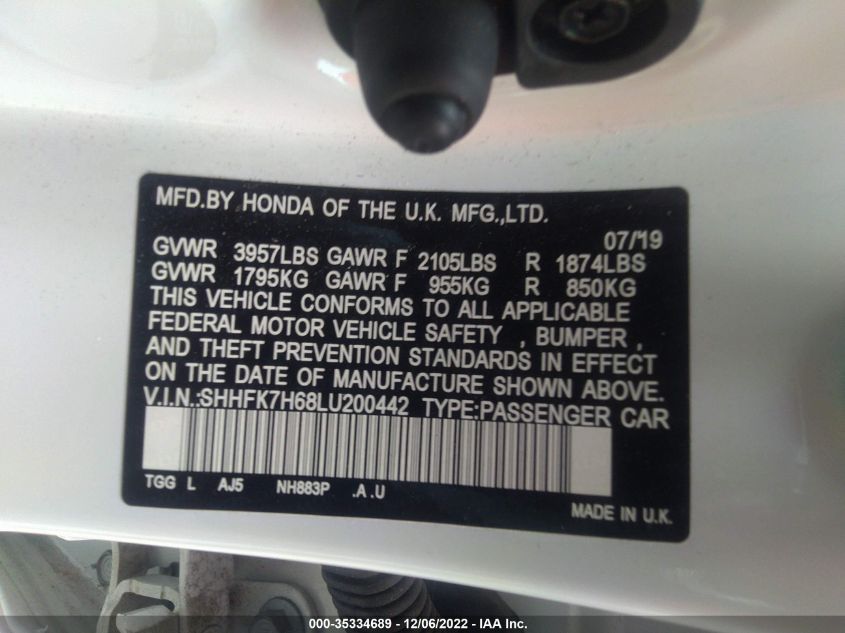 MFD.BY HONDA OF THE U.K. MFG.,LTD.
07/'19
GVWR 3957LBS GAWR F 2105LBS R 1874LBS
GVWR 1795KG GAWR F 955KG R 850KG
THIS VEHICLE CONFORMS TO ALL APPLICABLE
FEDERAL MOTOR VEHICLE SAFETY , BUMPER ,
AND THEFT PREVENTION STANDARDS IN EFFECT
ON THE DATE OF MANUFACTURE SHOWN ABOVE.
V.I.N.:SHHFK7H68LU200442 TYPE:PASSENGER CAR
TGG L AJ5 NH883P .A .U
MADE IN U.K.
000-35334689 - 12/06/2022 - IAA Inc.